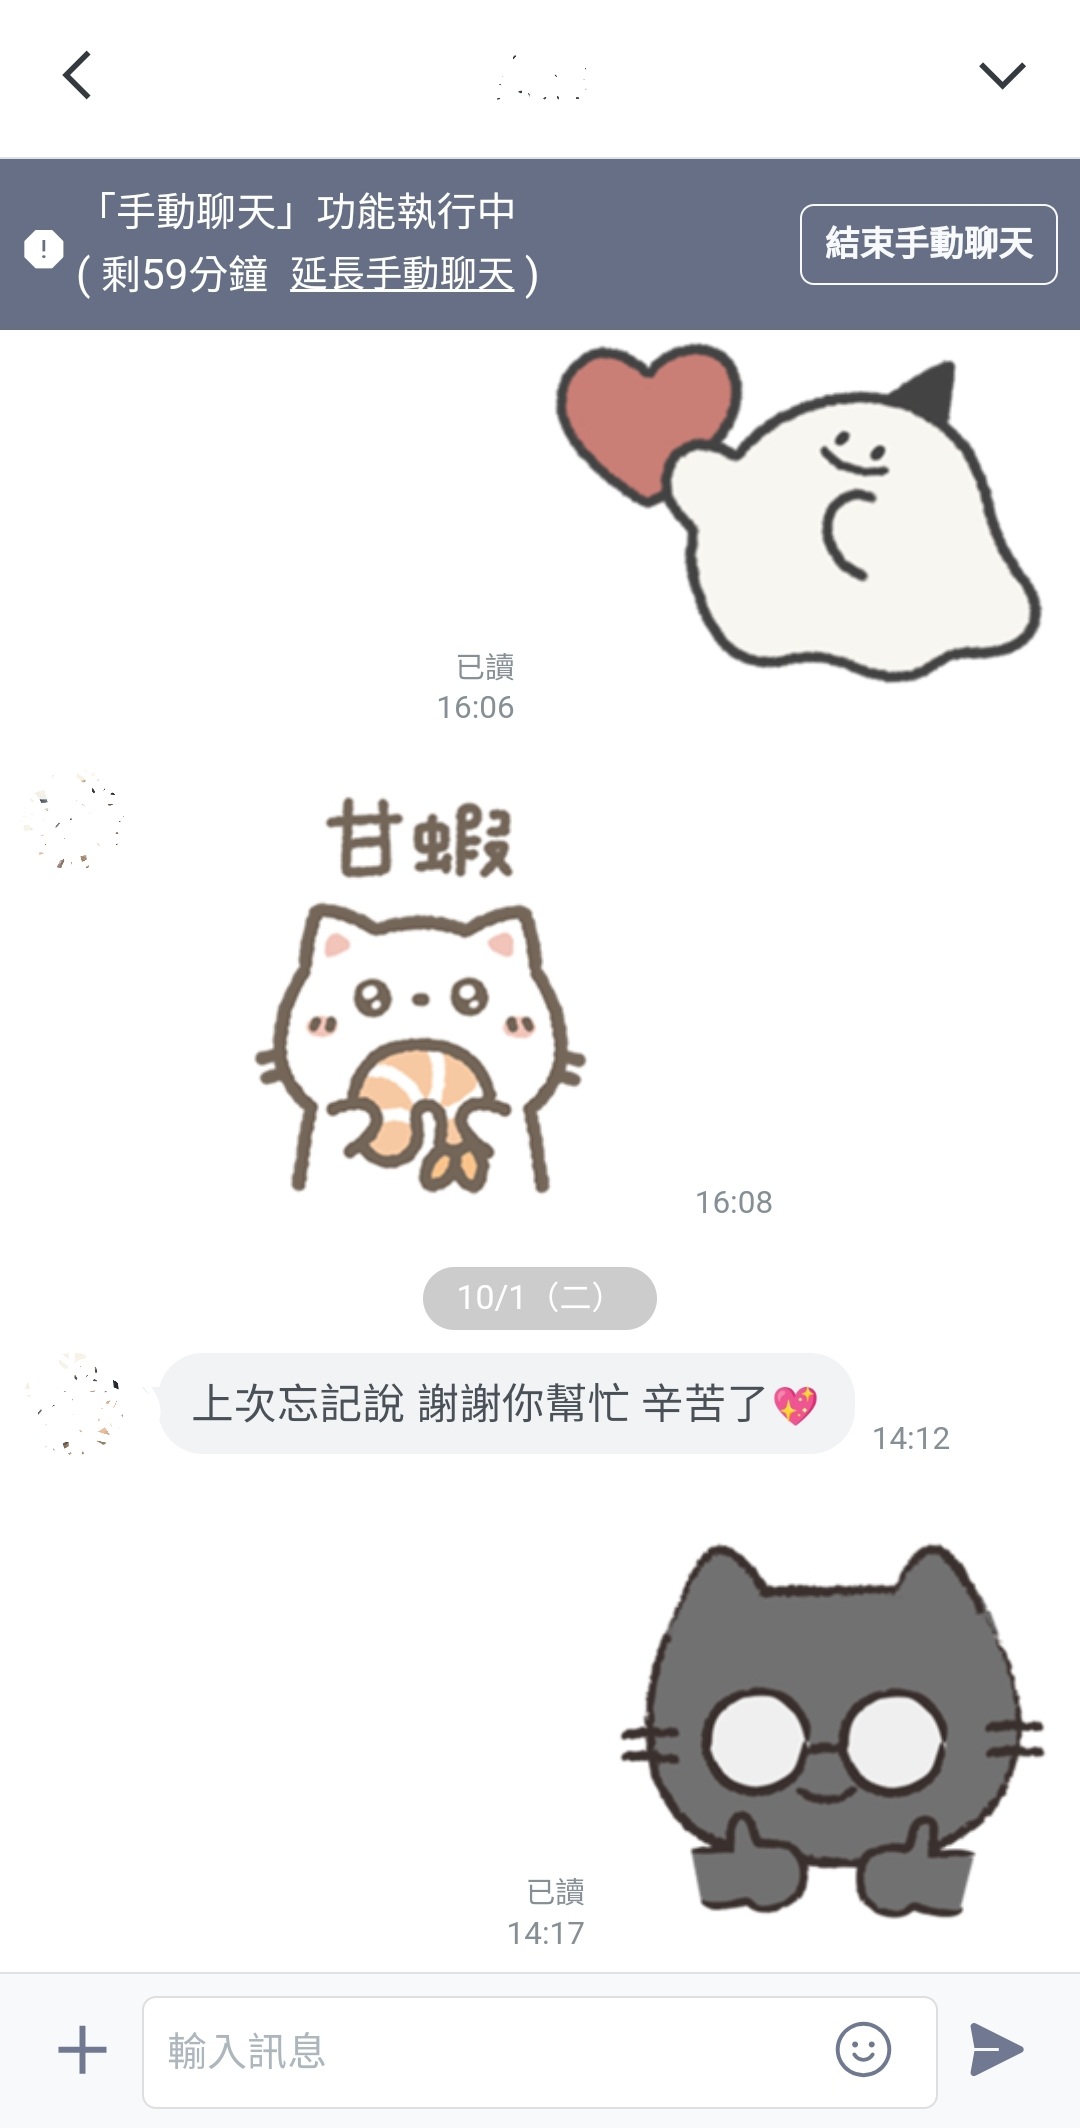 「手動聊天」功能執行中
( 剩59分鐘 延長手動聊天 )
結束手動聊天
已讀
16:06
甘蝦
16:08
10/1（二）
上次忘記說 謝謝你幫忙 辛苦了💖
14:12
已讀
14:17
輸入訊息